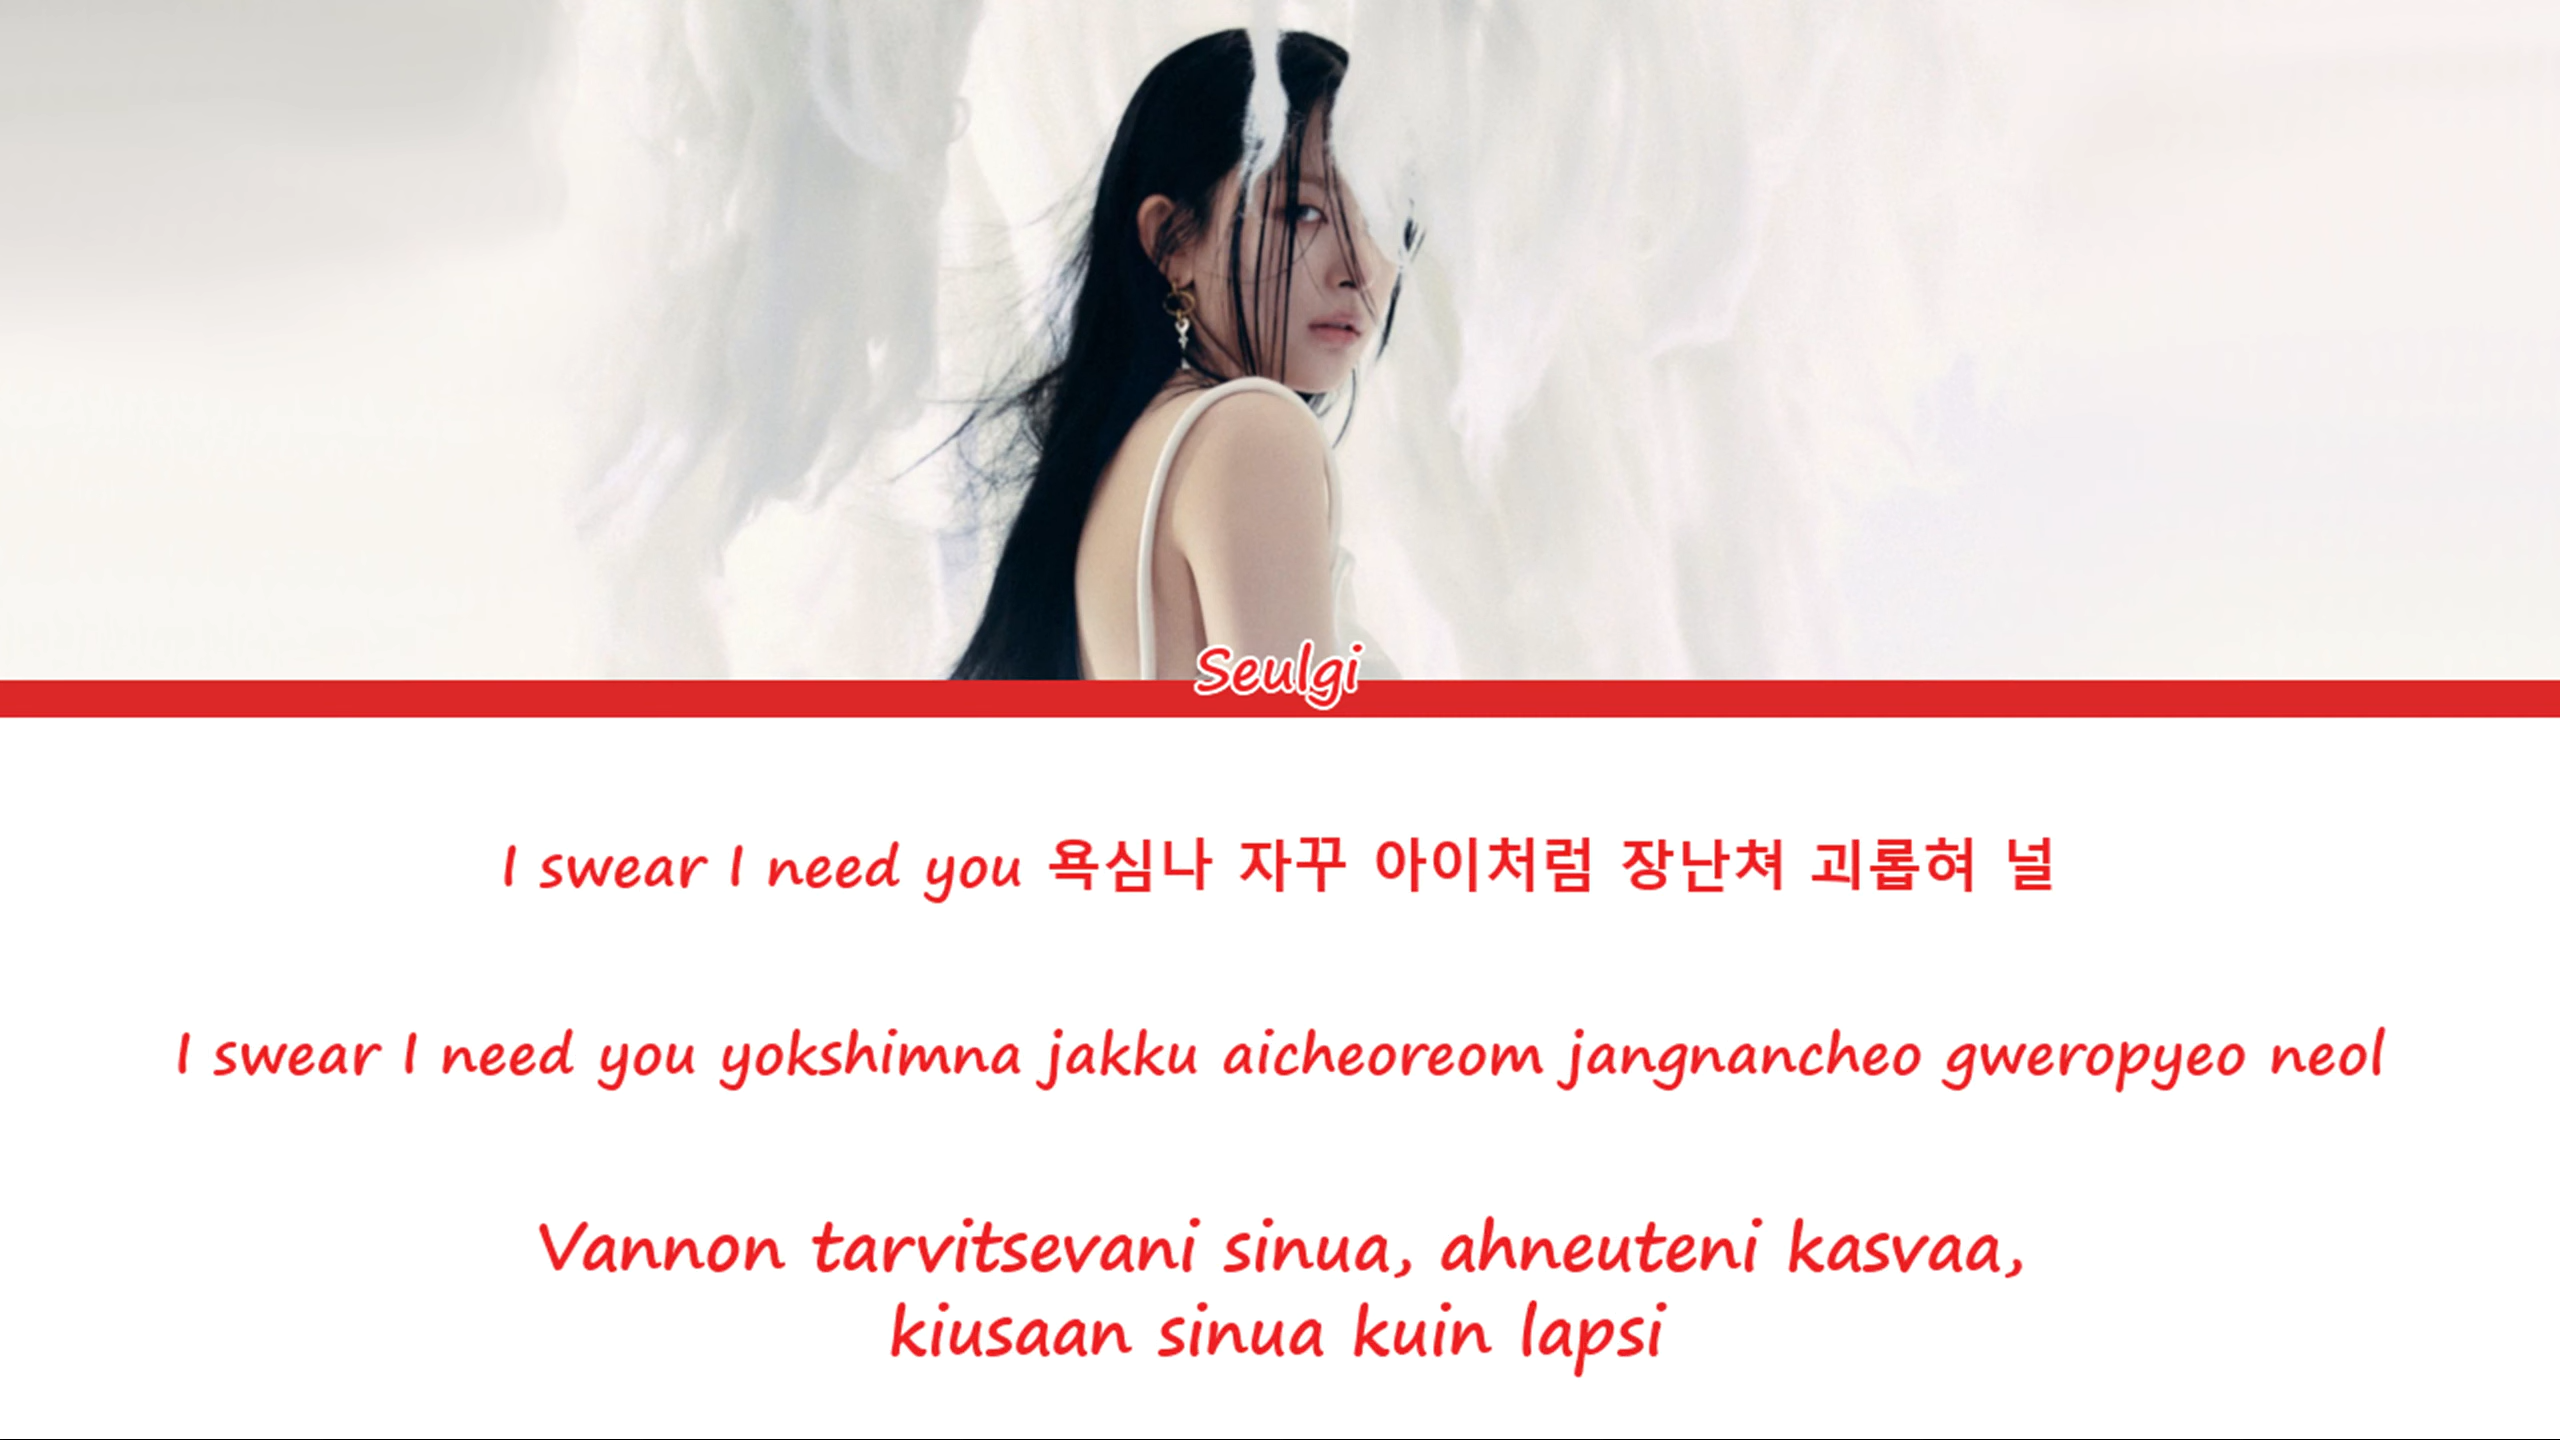 Seulgi
I swear I need you 욕심나 자꾸 아이처럼 장난쳐 괴롭혀 널
I swear I need you yokshimna jakku aicheoreom jangnancheo gweropyeo neol
Vannon tarvitsevani sinua, ahneuteni kasvaa,
kiusaan sinua kuin lapsi